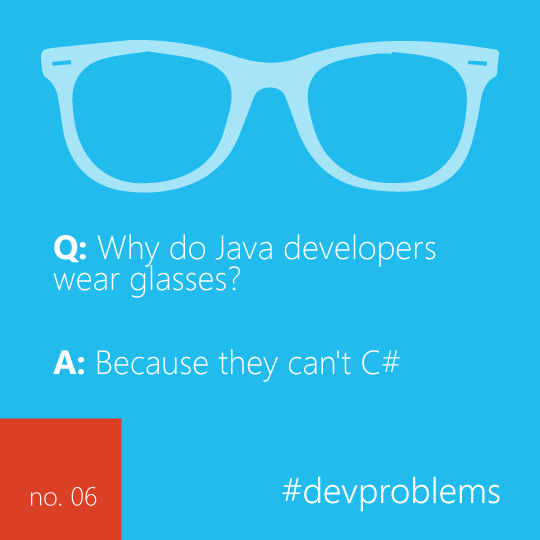 Q: Why do Java developers
wear glasses?
A: Because they can't C#
no. 06
#devproblems